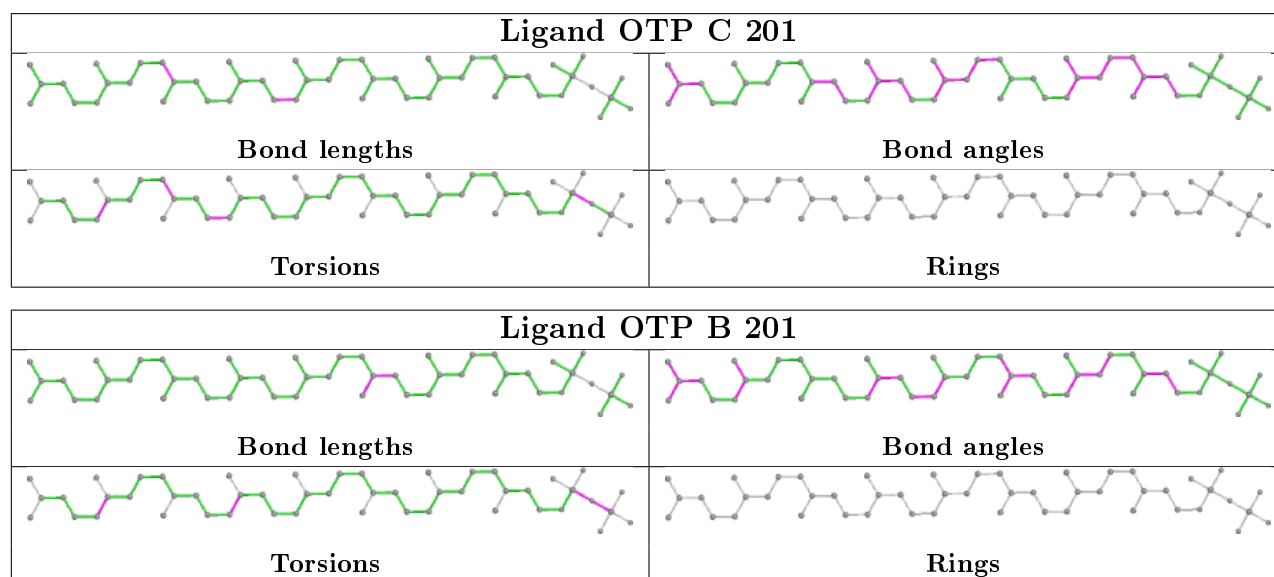 Ligand OTP C 201
Bond lengths
Bond angles
Torsions
Rings
Ligand OTP B 201
Bond lengths
Bond angles
Torsions
Rings